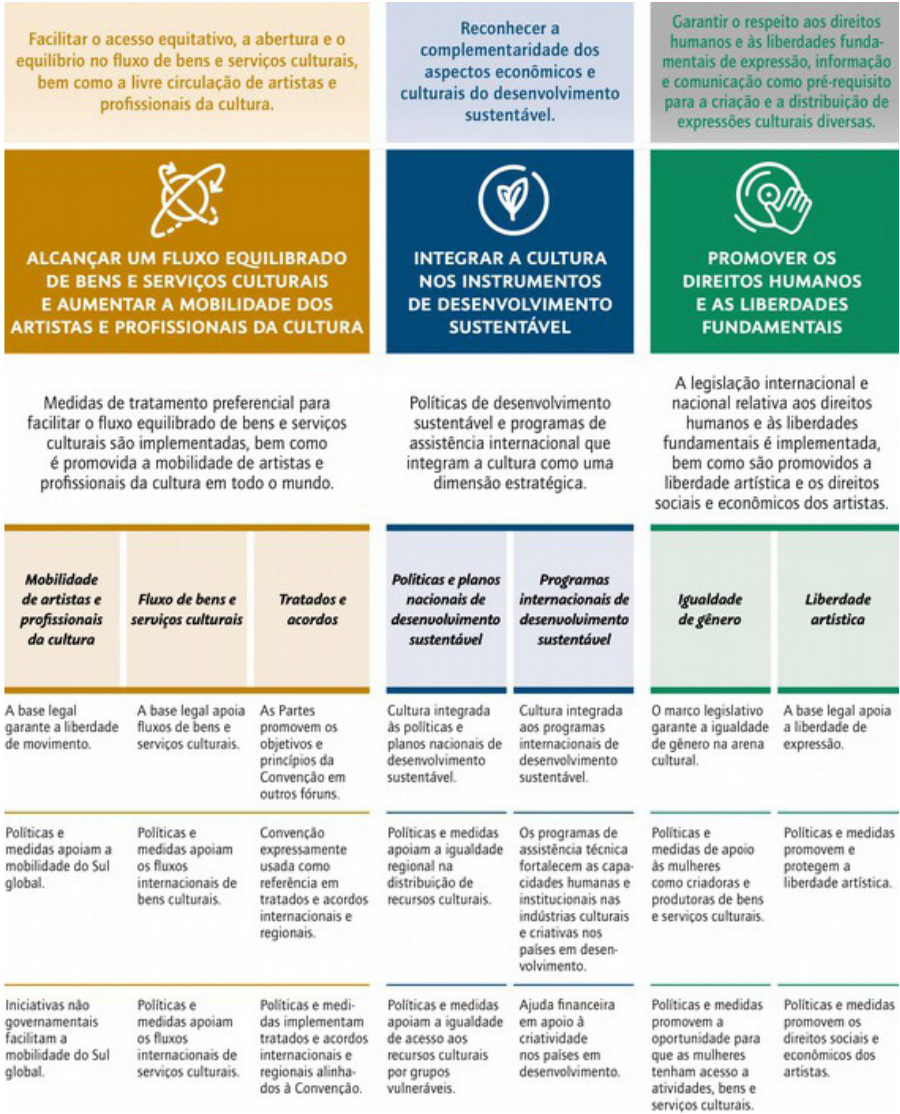 Facilitar o acesso equitativo, a abertura e o
equilíbrio no fluxo de bens e serviços culturais,
bem como a livre circulação de artistas e
profissionais da cultura.
Reconhecer a
complementaridade dos
aspectos econômicos e
culturais do desenvolvimento
sustentável.
Garantir o respeito aos direitos
humanos e às liberdades funda-
mentais de expressão, informação
e comunicação como pré-requisito
para a criação e a distribuição de
expressões culturais diversas.
ALCANÇAR UM FLUXO EQUILIBRADO
DE BENS E SERVIÇOS CULTURAIS
E AUMENTAR A MOBILIDADE DOS
ARTISTAS E PROFISSIONAIS DA CULTURA
INTEGRAR A CULTURA
NOS INSTRUMENTOS
DE DESENVOLVIMENTO
SUSTENTÁVEL
PROMOVER OS
DIREITOS HUMANOS
E AS LIBERDADES
FUNDAMENTAIS
Medidas de tratamento preferencial para
facilitar o fluxo equilibrado de bens e serviços
culturais são implementadas, bem como
é promovida a mobilidade de artistas e
profissionais da cultura em todo o mundo.
Políticas de desenvolvimento
sustentável e programas de
assistência internacional que
integram a cultura como uma
dimensão estratégica.
A legislação internacional e
nacional relativa aos direitos
humanos e às liberdades
fundamentais é implementada,
bem como são promovidos a
liberdade artística e os direitos
sociais e econômicos dos artistas.
Mobilidade
de artistas e
profissionais
da cultura
Fluxo de bens e
serviços culturais
Tratados e
acordos
Políticas e planos
nacionais de
desenvolvimento
sustentável
Programas
internacionais de
desenvolvimento
sustentável
Igualdade
de gênero
Liberdade
artística
A base legal
garante a liberdade
de movimento.
A base legal apoia
fluxos de bens e
serviços culturais.
As Partes
promovem os
objetivos e
princípios da
Convenção em
outros fóruns.
Cultura integrada
às políticas e
planos nacionais de
desenvolvimento
sustentável.
Cultura integrada
aos programas
internacionais de
desenvolvimento
sustentável.
O marco legislativo
garante a igualdade
de gênero na arena
cultural.
A base legal apoia
a liberdade de
expressão.
Políticas e
medidas apoiam a
mobilidade do Sul
global.
Políticas e
medidas apoiam
os fluxos
internacionais de
bens culturais.
Convenção
expressamente
usada como
referência em
tratados e acordos
internacionais e
regionais.
Políticas e medidas
apoiam a igualdade
regional na
distribuição de
recursos culturais.
Os programas de
assistência técnica
fortalecem as capa-
cidades humanas e
institucionais nas
indústrias culturais
e criativas nos
países em desen-
volvimento.
Políticas e
medidas de apoio
às mulheres
como criadoras e
produtoras de bens
e serviços culturais.
Políticas e medidas
promovem e
protegem a
liberdade artística.
Iniciativas não
governamentais
facilitam a
mobilidade do Sul
global.
Políticas e
medidas apoiam
os fluxos
internacionais de
serviços culturais.
Políticas e medi-
das implementam
tratados e acordos
internacionais e
regionais alinha-
dos à Convenção.
Políticas e medidas
apoiam a igualdade
de acesso aos
recursos culturais
por grupos
vulneráveis.
Ajuda financeira
em apoio à
criatividade
nos países em
desenvolvimento.
Políticas e medidas
promovem a
oportunidade para
que as mulheres
tenham acesso a
atividades, bens e
serviços culturais.
Políticas e medidas
promovem os
direitos sociais e
econômicos dos
artistas.